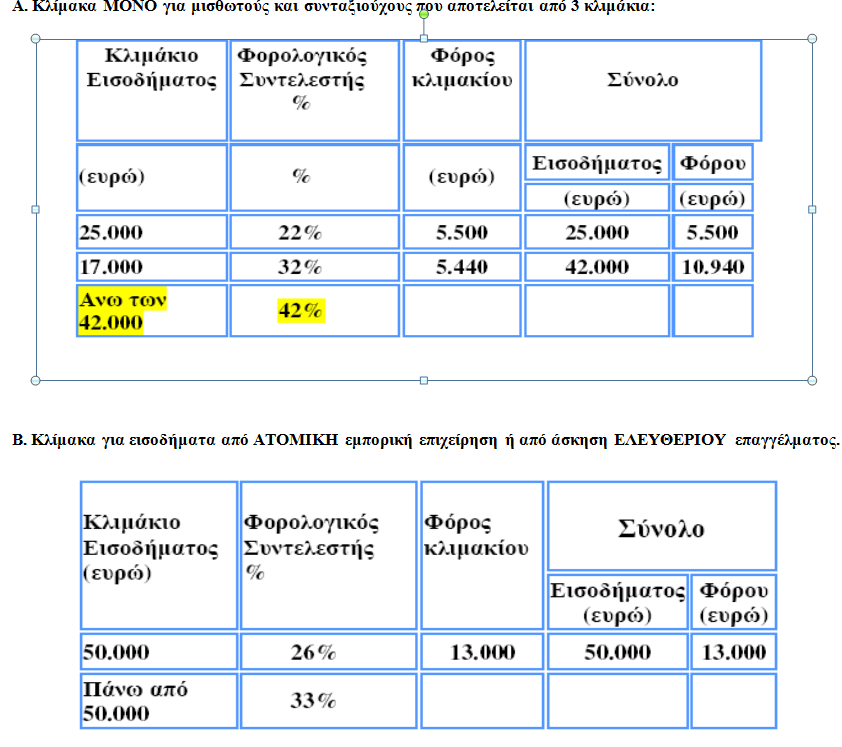 Α. Κλίμακα ΜΟΝΟ για μισθωτούς και συνταξιούχους που αποτελείται από 3 κλιμάκια:
Κλιμάκιο Εισοδήματος Φορολογικός Συντελεστής % Φόρος κλιμακίου Σύνολο
(ευρώ) % (ευρώ) Εισοδήματος Φόρου
(ευρώ) (ευρώ)
25.000 22% 5.500 25.000 5.500
17.000 32% 5.440 42.000 10.940
Ανω των 42.000 42%
Β. Κλίμακα για εισοδήματα από ΑΤΟΜΙΚΗ εμπορική επιχείρηση ή από άσκηση ΕΛΕΥΘΕΡΙΟΥ επαγγέλματος.
Κλιμάκιο Εισοδήματος (ευρώ) Φορολογικός Συντελεστής % Φόρος κλιμακίου Σύνολο
Εισοδήματος (ευρώ) Φόρου (ευρώ)
50.000 26% 13.000 50.000 13.000
Πάνω από 50.000 33%